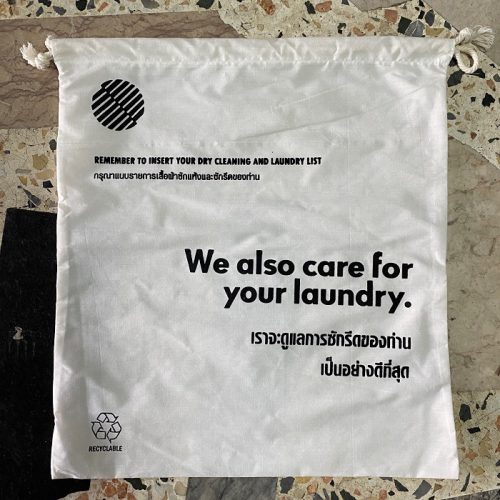 REMEMBER TO INSERT YOUR DRY CLEANING AND LAUNDRY LIST
กรุณาแนบรายการเสื้อผ้าซักแห้งและซักรีดของท่าน
We also care for
your laundry.
เราจะดูแลการซักรีดของท่าน
เป็นอย่างดีที่สุด
RECYCLABLE